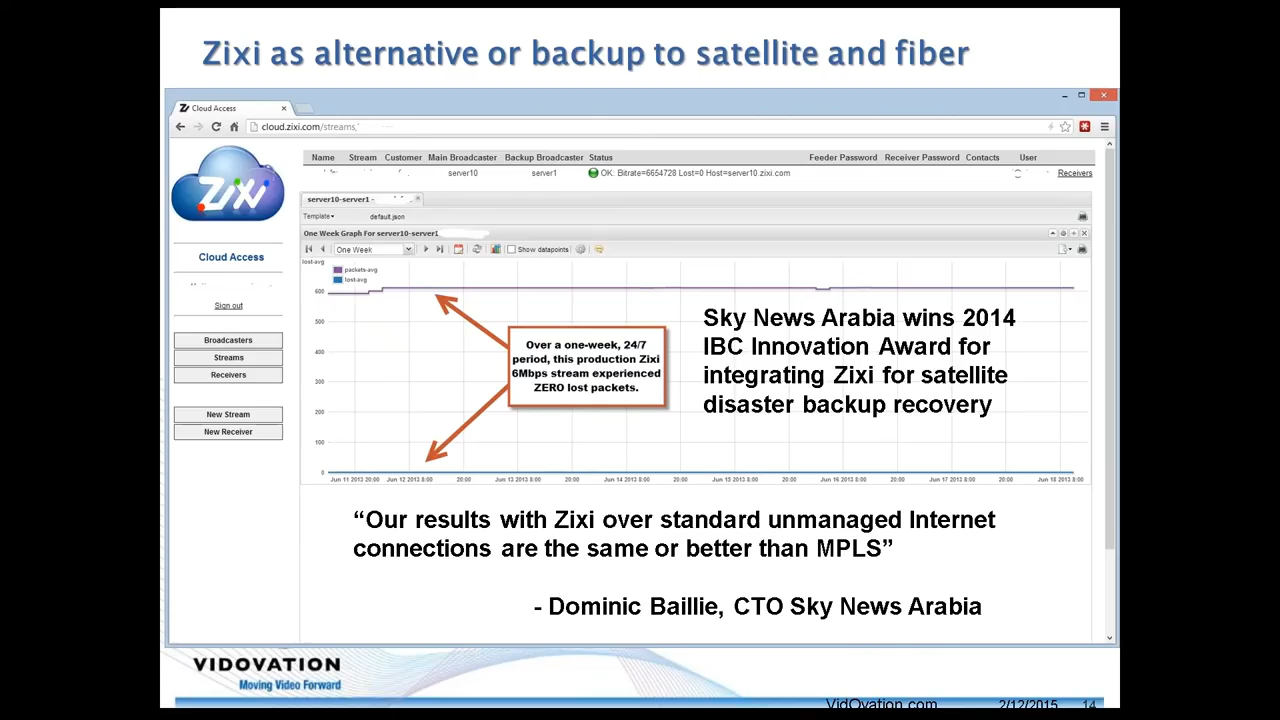 Zixi as alternative or backup to satellite and fiber
Cloud Access
cloud.zixi.com/streams,
Zixi
Name Stream Customer Main Broadcaster Backup Broadcaster Status Feeder Password Receiver Password Contacts User
server10 server1 OK: Bitrate=6654728 Lost=0 Host=server10.zixi.com Receivers
server10-server1 -
Template default.json
One Week Graph For server10-server1
One Week Show datapoints
Cloud Access
Sign out
Broadcasters
Streams
Receivers
New Stream
New Receiver
lost-avg
packets-avg
lost-avg
600
500
400
300
200
100
0
Jun 11 2013 20:00 Jun 12 2013 8:00 20:00 Jun 13 2013 8:00 20:00 Jun 14 2013 8:00 20:00 Jun 15 2013 8:00 20:00 Jun 16 2013 8:00 20:00 Jun 17 2013 8:00 20:00 Jun 18 2013 8:00
Over a one-week, 24/7
period, this production Zixi
6Mbps stream experienced
ZERO lost packets.
Sky News Arabia wins 2014
IBC Innovation Award for
integrating Zixi for satellite
disaster backup recovery
“Our results with Zixi over standard unmanaged Internet
connections are the same or better than MPLS”
- Dominic Baillie, CTO Sky News Arabia
VIDOVATION
Moving Video Forward
VidOvation.com 2/12/2015 14